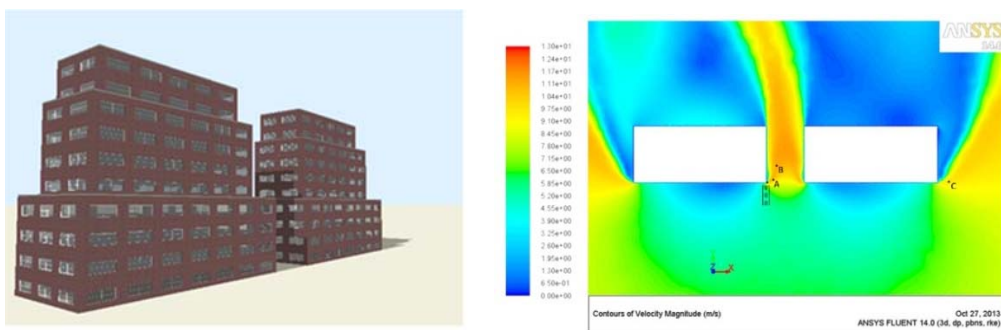 ANSYS
14.0
1.30e+01
1.24e+01
1.17e+01
1.11e+01
1.04e+01
9.75e+00
9.10e+00
8.45e+00
7.80e+00
7.15e+00
6.50e+00
5.85e+00
5.20e+00
3.90e+00
3.25e+00
2.60e+00
1.95e+00
1.30e+00
6.50e-01
0.00e+00
B
A
C
Z X
Contours of Velocity Magnitude (m/s)
Oct 27, 2013
ANSYS FLUENT 14.0 (3d, dp, pbns, rke)